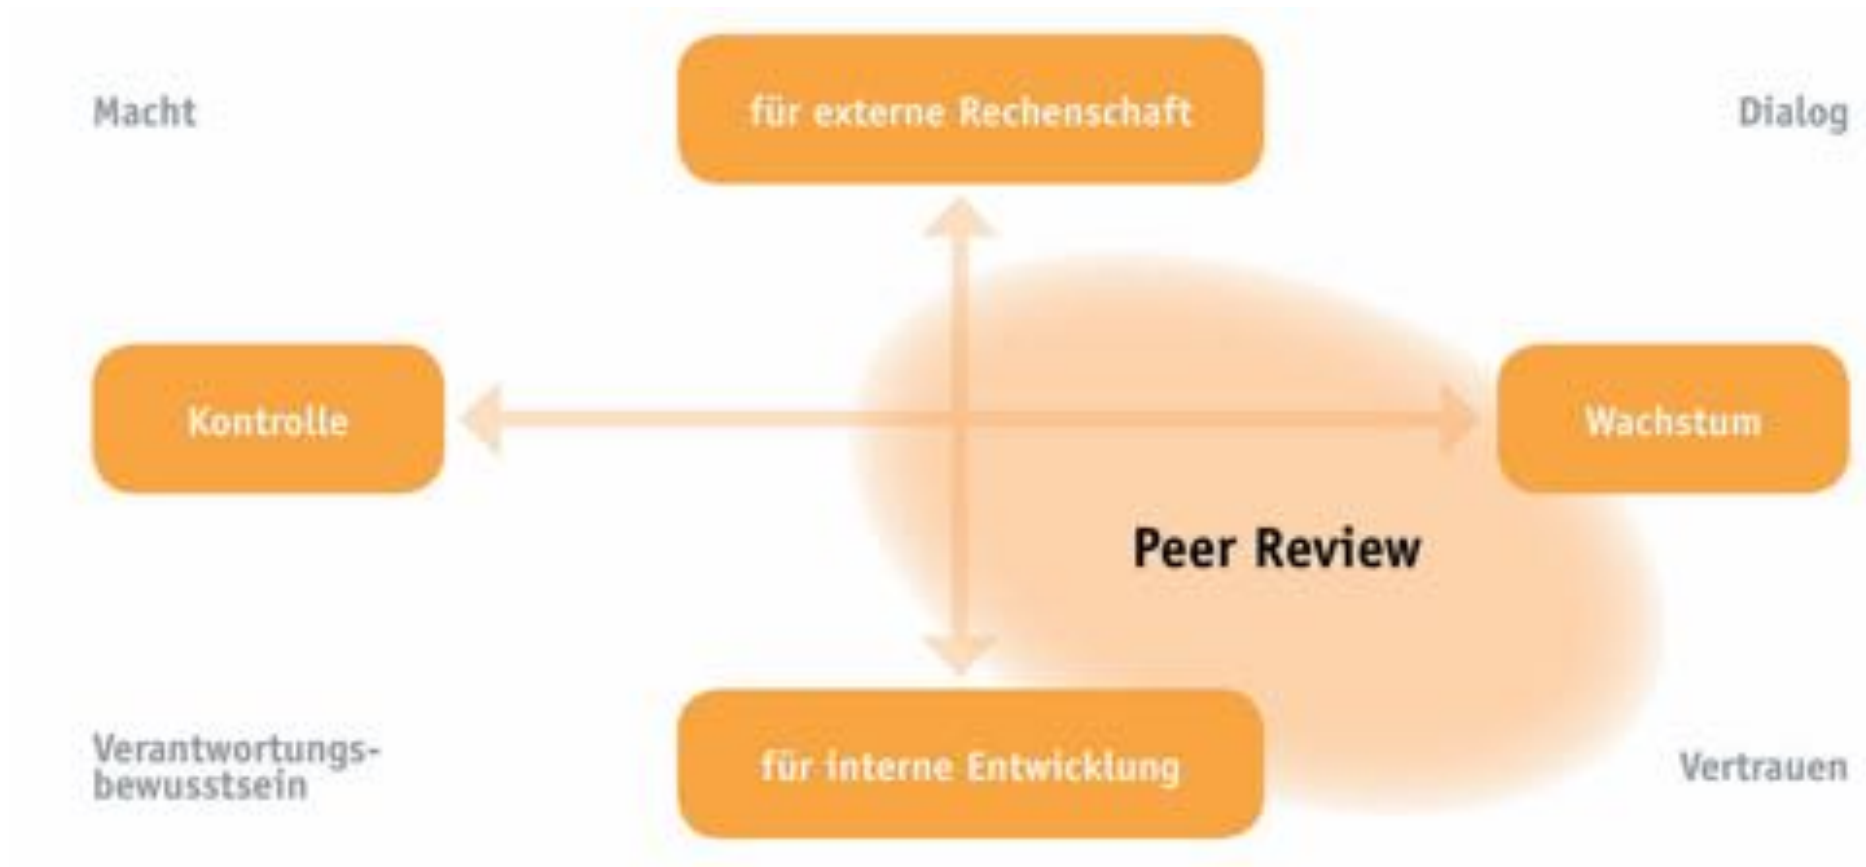 Macht
für externe Rechenschaft
Dialog
Kontrolle
Wachstum
Peer Review
Verantwortungs-
bewusstsein
für interne Entwicklung
Vertrauen